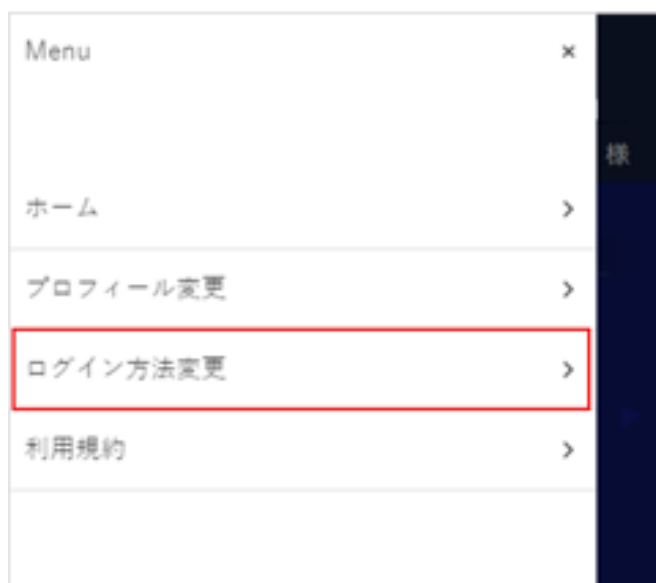 Menu ×
様
ホーム
プロフィール変更
ログイン方法変更
利用規約